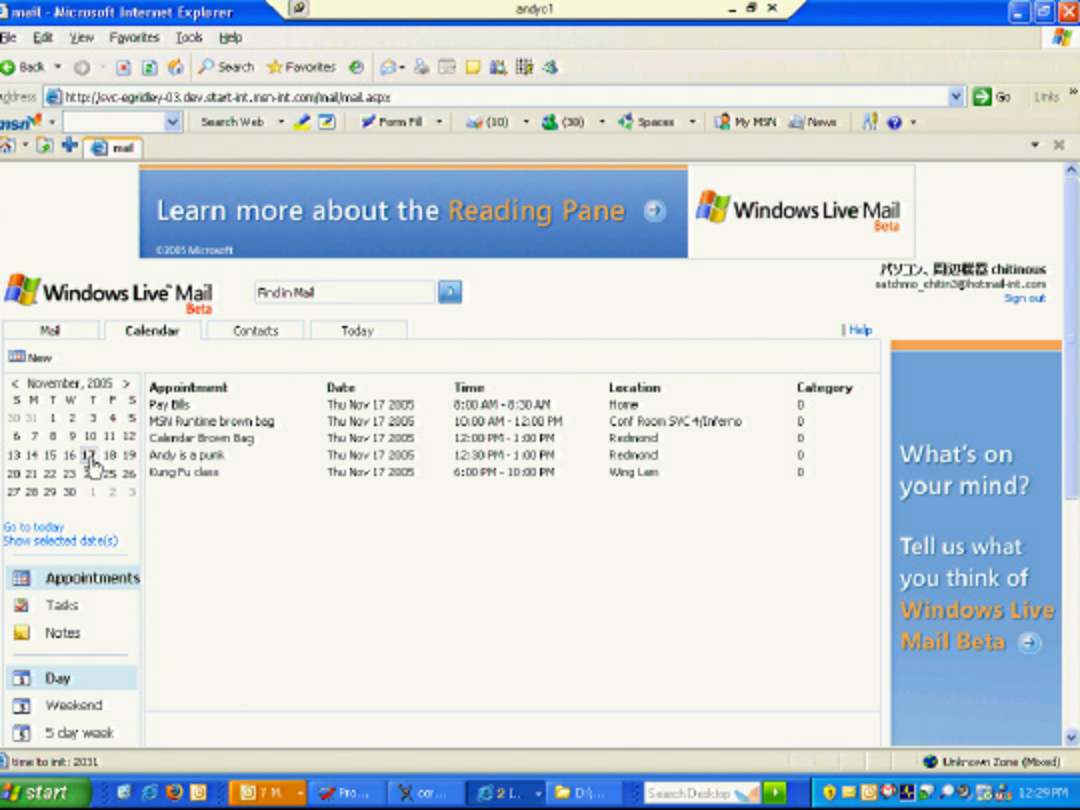 mail - Microsoft Internet Explorer
andyo1
Edit View Favorites Tools Help
Back Search Favorites
http://svc-egridley-03.dev.start-int.msn-int.com/mail/mail.aspx Go Links
msn Search Web Form Fill (10) (30) Spaces My MSN News
mail
Learn more about the Reading Pane
©2005 Microsoft
Windows Live Mail
Beta
パソコン、周辺機器 chitinous
satchmo_chitin3@hotmail-int.com
Sign out
Windows Live™ Mail
Beta
Find in Mail
Mail Calendar Contacts Today | Help
New
< November, 2005 >
S M T W T F S
30 31 1 2 3 4 5
6 7 8 9 10 11 12
13 14 15 16 17 18 19
20 21 22 23 25 26
27 28 29 30 1 2 3
Go to today
Show selected date(s)
Appointments
Tasks
Notes
Day
Weekend
5 day week
Appointment Date Time Location Category
Pay Bills Thu Nov 17 2005 8:00 AM - 8:30 AM Home 0
MSN Runtime brown bag Thu Nov 17 2005 10:00 AM - 12:00 PM Conf Room SVC 4/Inferno 0
Calendar Brown Bag Thu Nov 17 2005 12:00 PM - 1:00 PM Redmond 0
Andy is a punk Thu Nov 17 2005 12:30 PM - 1:00 PM Redmond 0
Kung Fu class Thu Nov 17 2005 6:00 PM - 10:00 PM Wing Lam 0
What's on
your mind?
Tell us what
you think of
Windows Live
Mail Beta
time to init: 2031
Unknown Zone (Mixed)
start 7 M... Pro... cor... 2 I... D:\... Search Desktop 12:29 PM